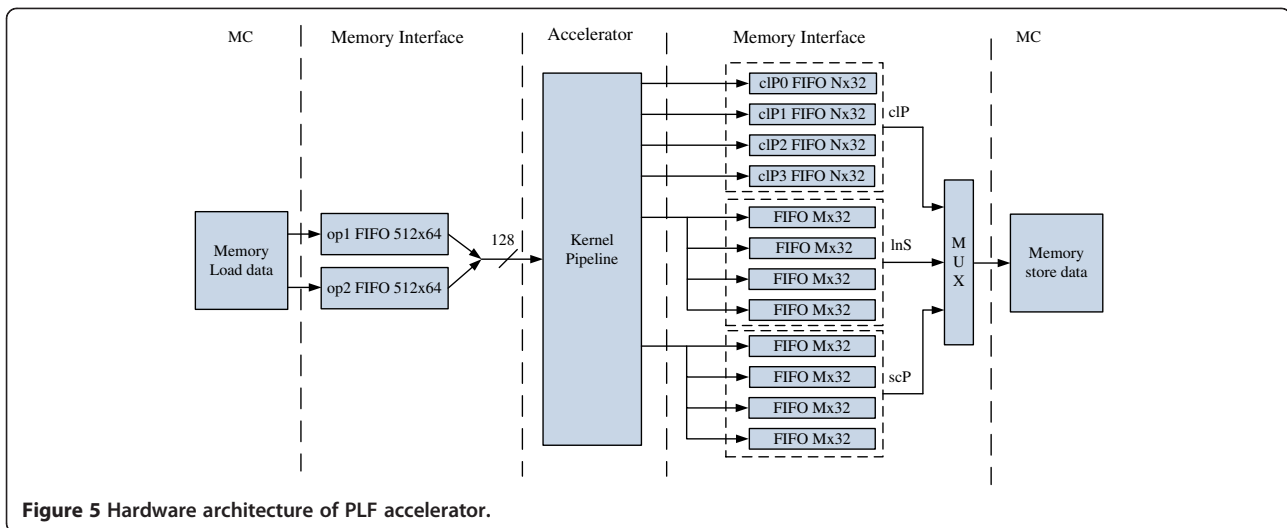 MC
Memory Interface
Accelerator
Memory Interface
MC
clP0 FIFO Nx32
clP1 FIFO Nx32
clP
clP2 FIFO Nx32
clP3 FIFO Nx32
op1 FIFO 512x64
FIFO Mx32
Memory
Load data
128
Kernel
Pipeline
FIFO Mx32
lnS
M
U
X
Memory
store data
op2 FIFO 512x64
FIFO Mx32
FIFO Mx32
FIFO Mx32
FIFO Mx32
scP
FIFO Mx32
FIFO Mx32
Figure 5 Hardware architecture of PLF accelerator.